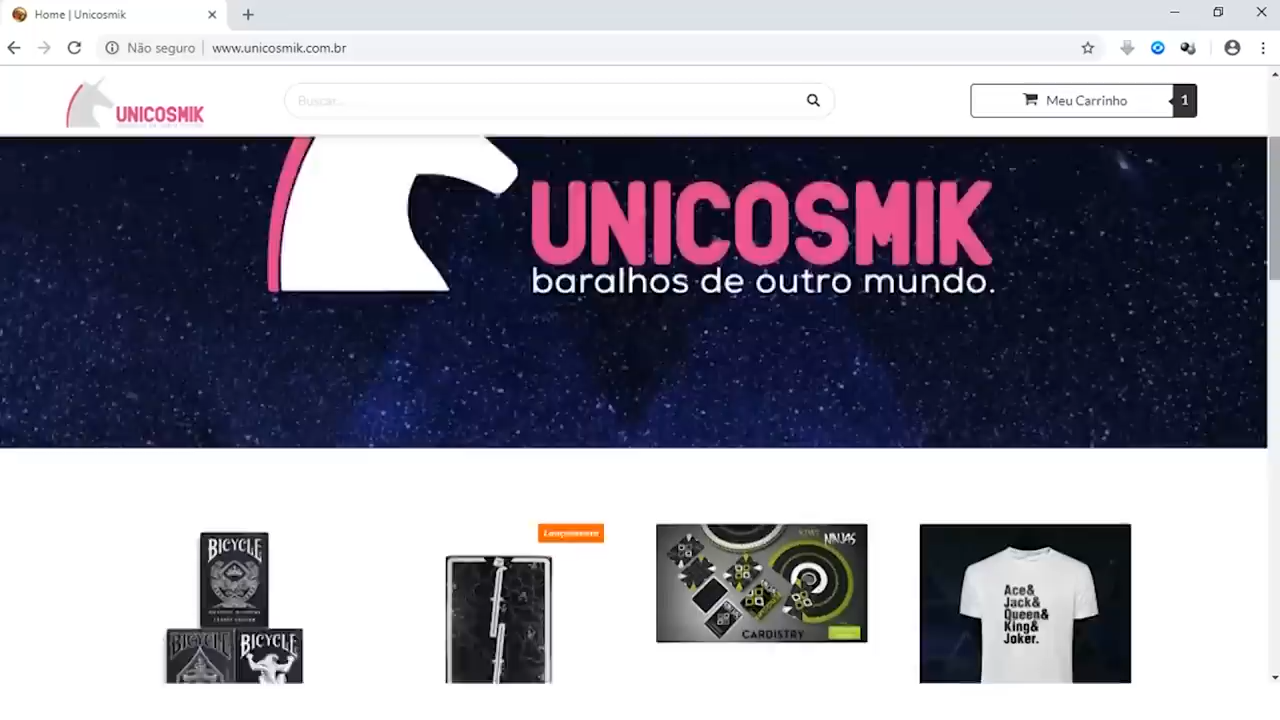 Home | Unicosmik
Não seguro
www.unicosmik.com.br
UNICOSMIK
Buscar...
Meu Carrinho
1
UNICOSMIK
baralhos de outro mundo.
Lançamento
BICYCLE
BICYCLE
BICYCLE
NINJAS
CARDISTRY
Ace&
Jack&
Queen&
King&
Joker.